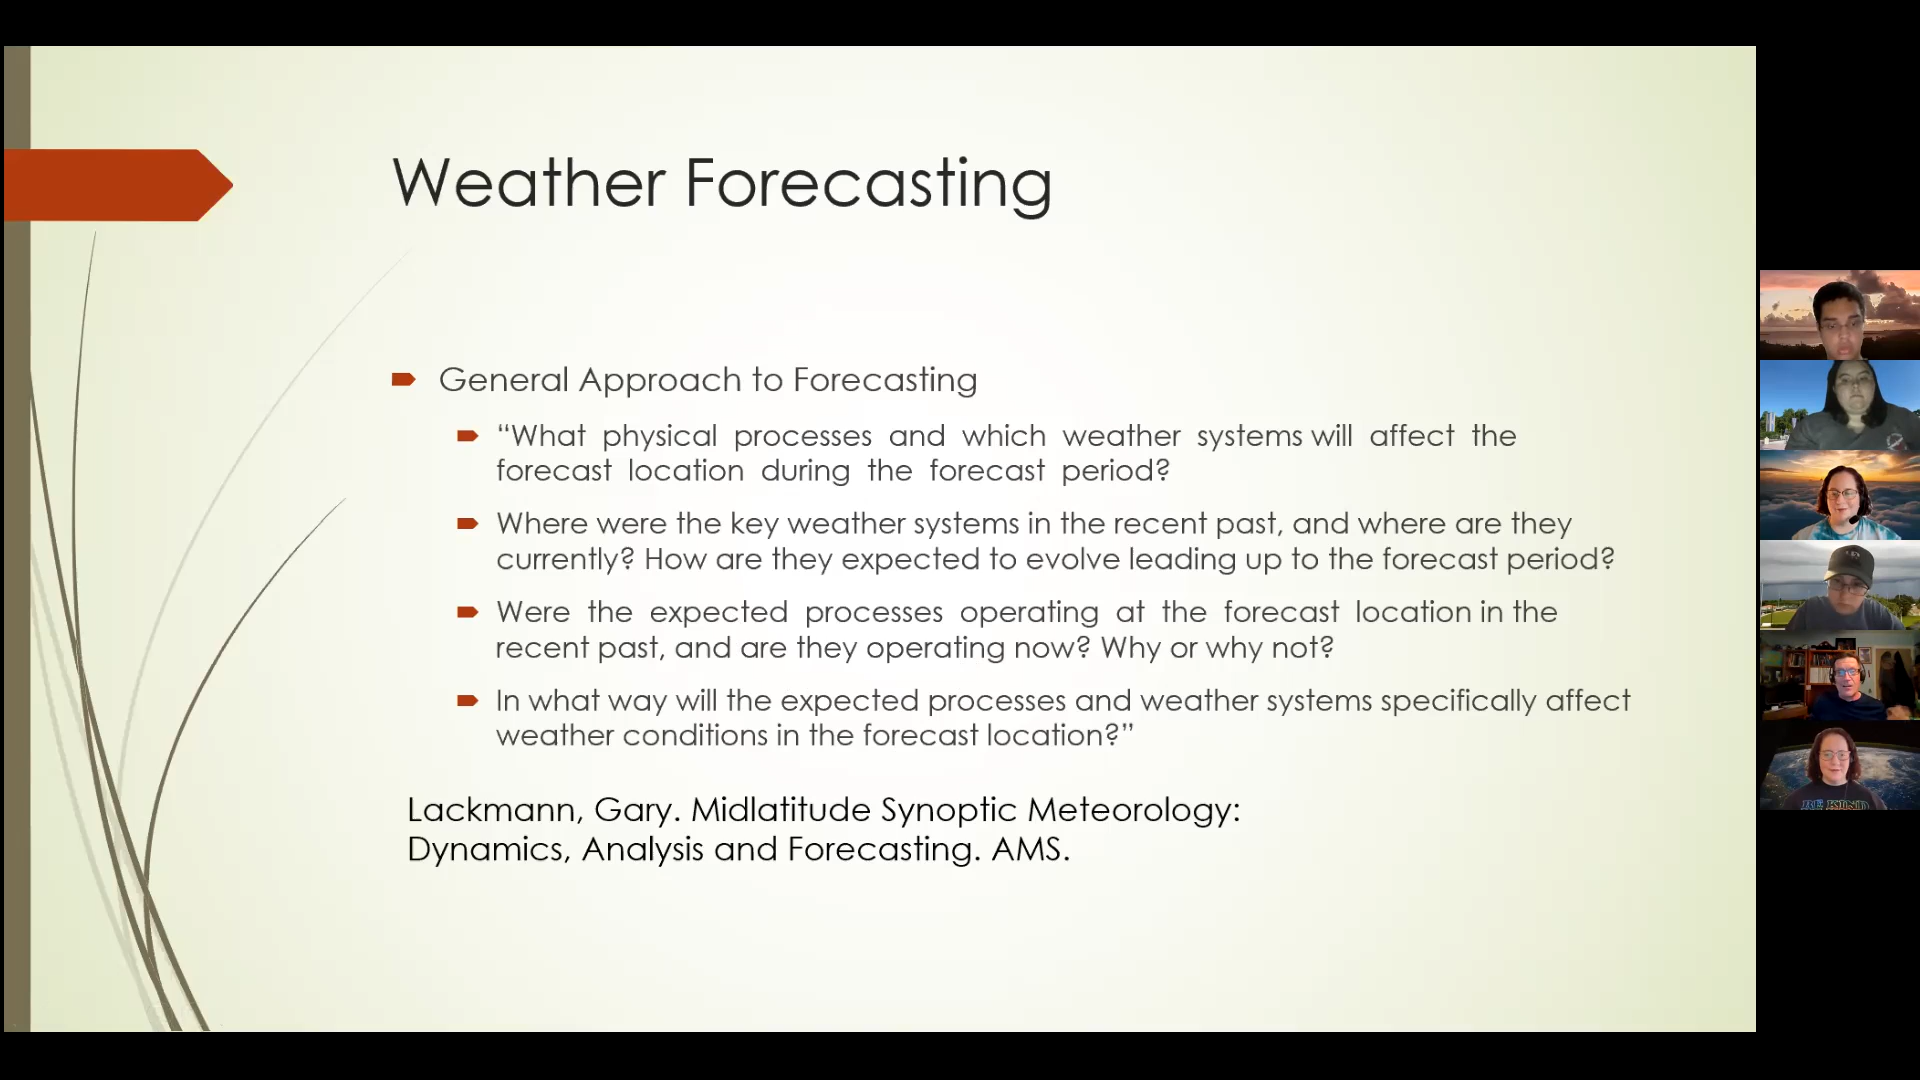 Weather Forecasting
General Approach to Forecasting
“What physical processes and which weather systems will affect the
forecast location during the forecast period?
Where were the key weather systems in the recent past, and where are they
currently? How are they expected to evolve leading up to the forecast period?
Were the expected processes operating at the forecast location in the
recent past, and are they operating now? Why or why not?
In what way will the expected processes and weather systems specifically affect
weather conditions in the forecast location?”
Lackmann, Gary. Midlatitude Synoptic Meteorology:
Dynamics, Analysis and Forecasting. AMS.
BE KIND